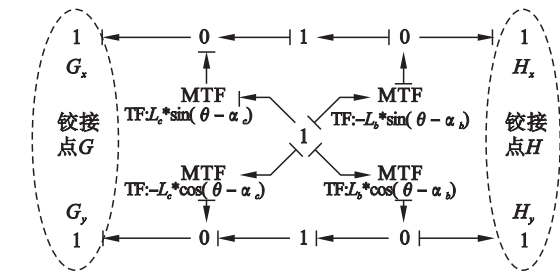 1 0 1 0 1
Gₓ Hₓ
MTF MTF
TF:L_c*sin(θ-α_c) TF:-L_b*sin(θ-α_b)
铰接 1 铰接
点G 点H
MTF MTF
TF:-L_c*cos(θ-α_c) TF:L_b*cos(θ-α_b)
G_y H_y
1 0 1 0 1